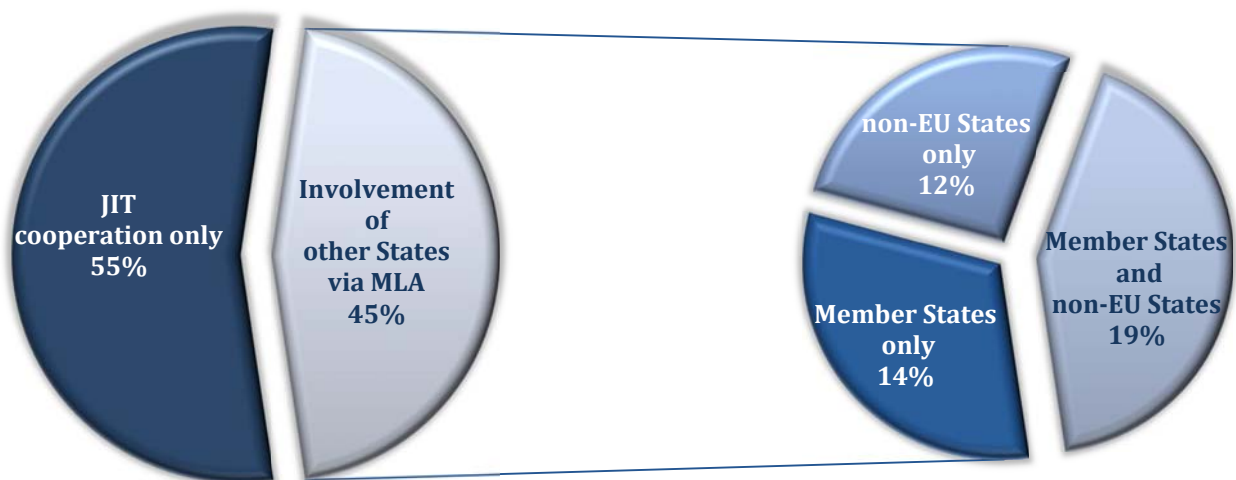 JIT
cooperation only
55%
Involvement
of
other States
via MLA
45%
non-EU States
only
12%
Member States
only
14%
Member States
and
non-EU States
19%